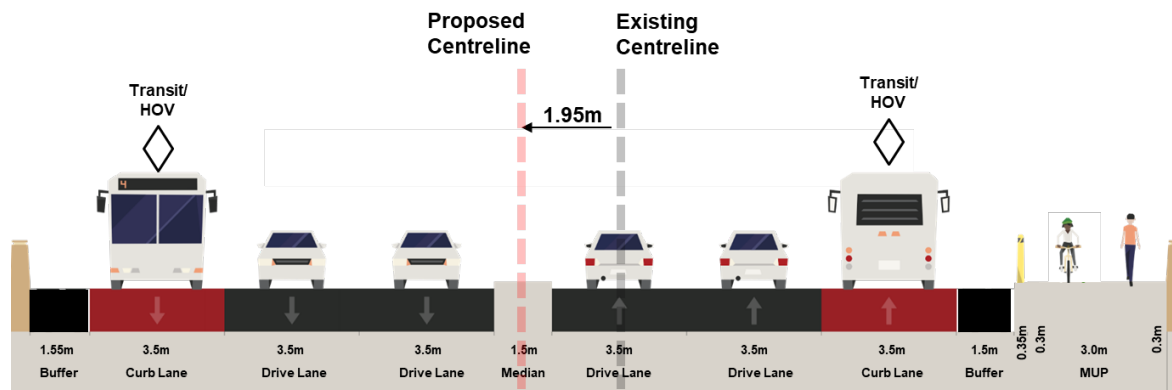 Proposed
Centreline
Existing
Centreline
Transit/
HOV
Transit/
HOV
1.95m
4
1.55m
3.5m
3.5m
3.5m
1.5m
3.5m
3.5m
3.5m
1.5m
0.35m
0.3m
3.0m
0.3m
Buffer
Curb Lane
Drive Lane
Drive Lane
Median
Drive Lane
Drive Lane
Curb Lane
Buffer
MUP